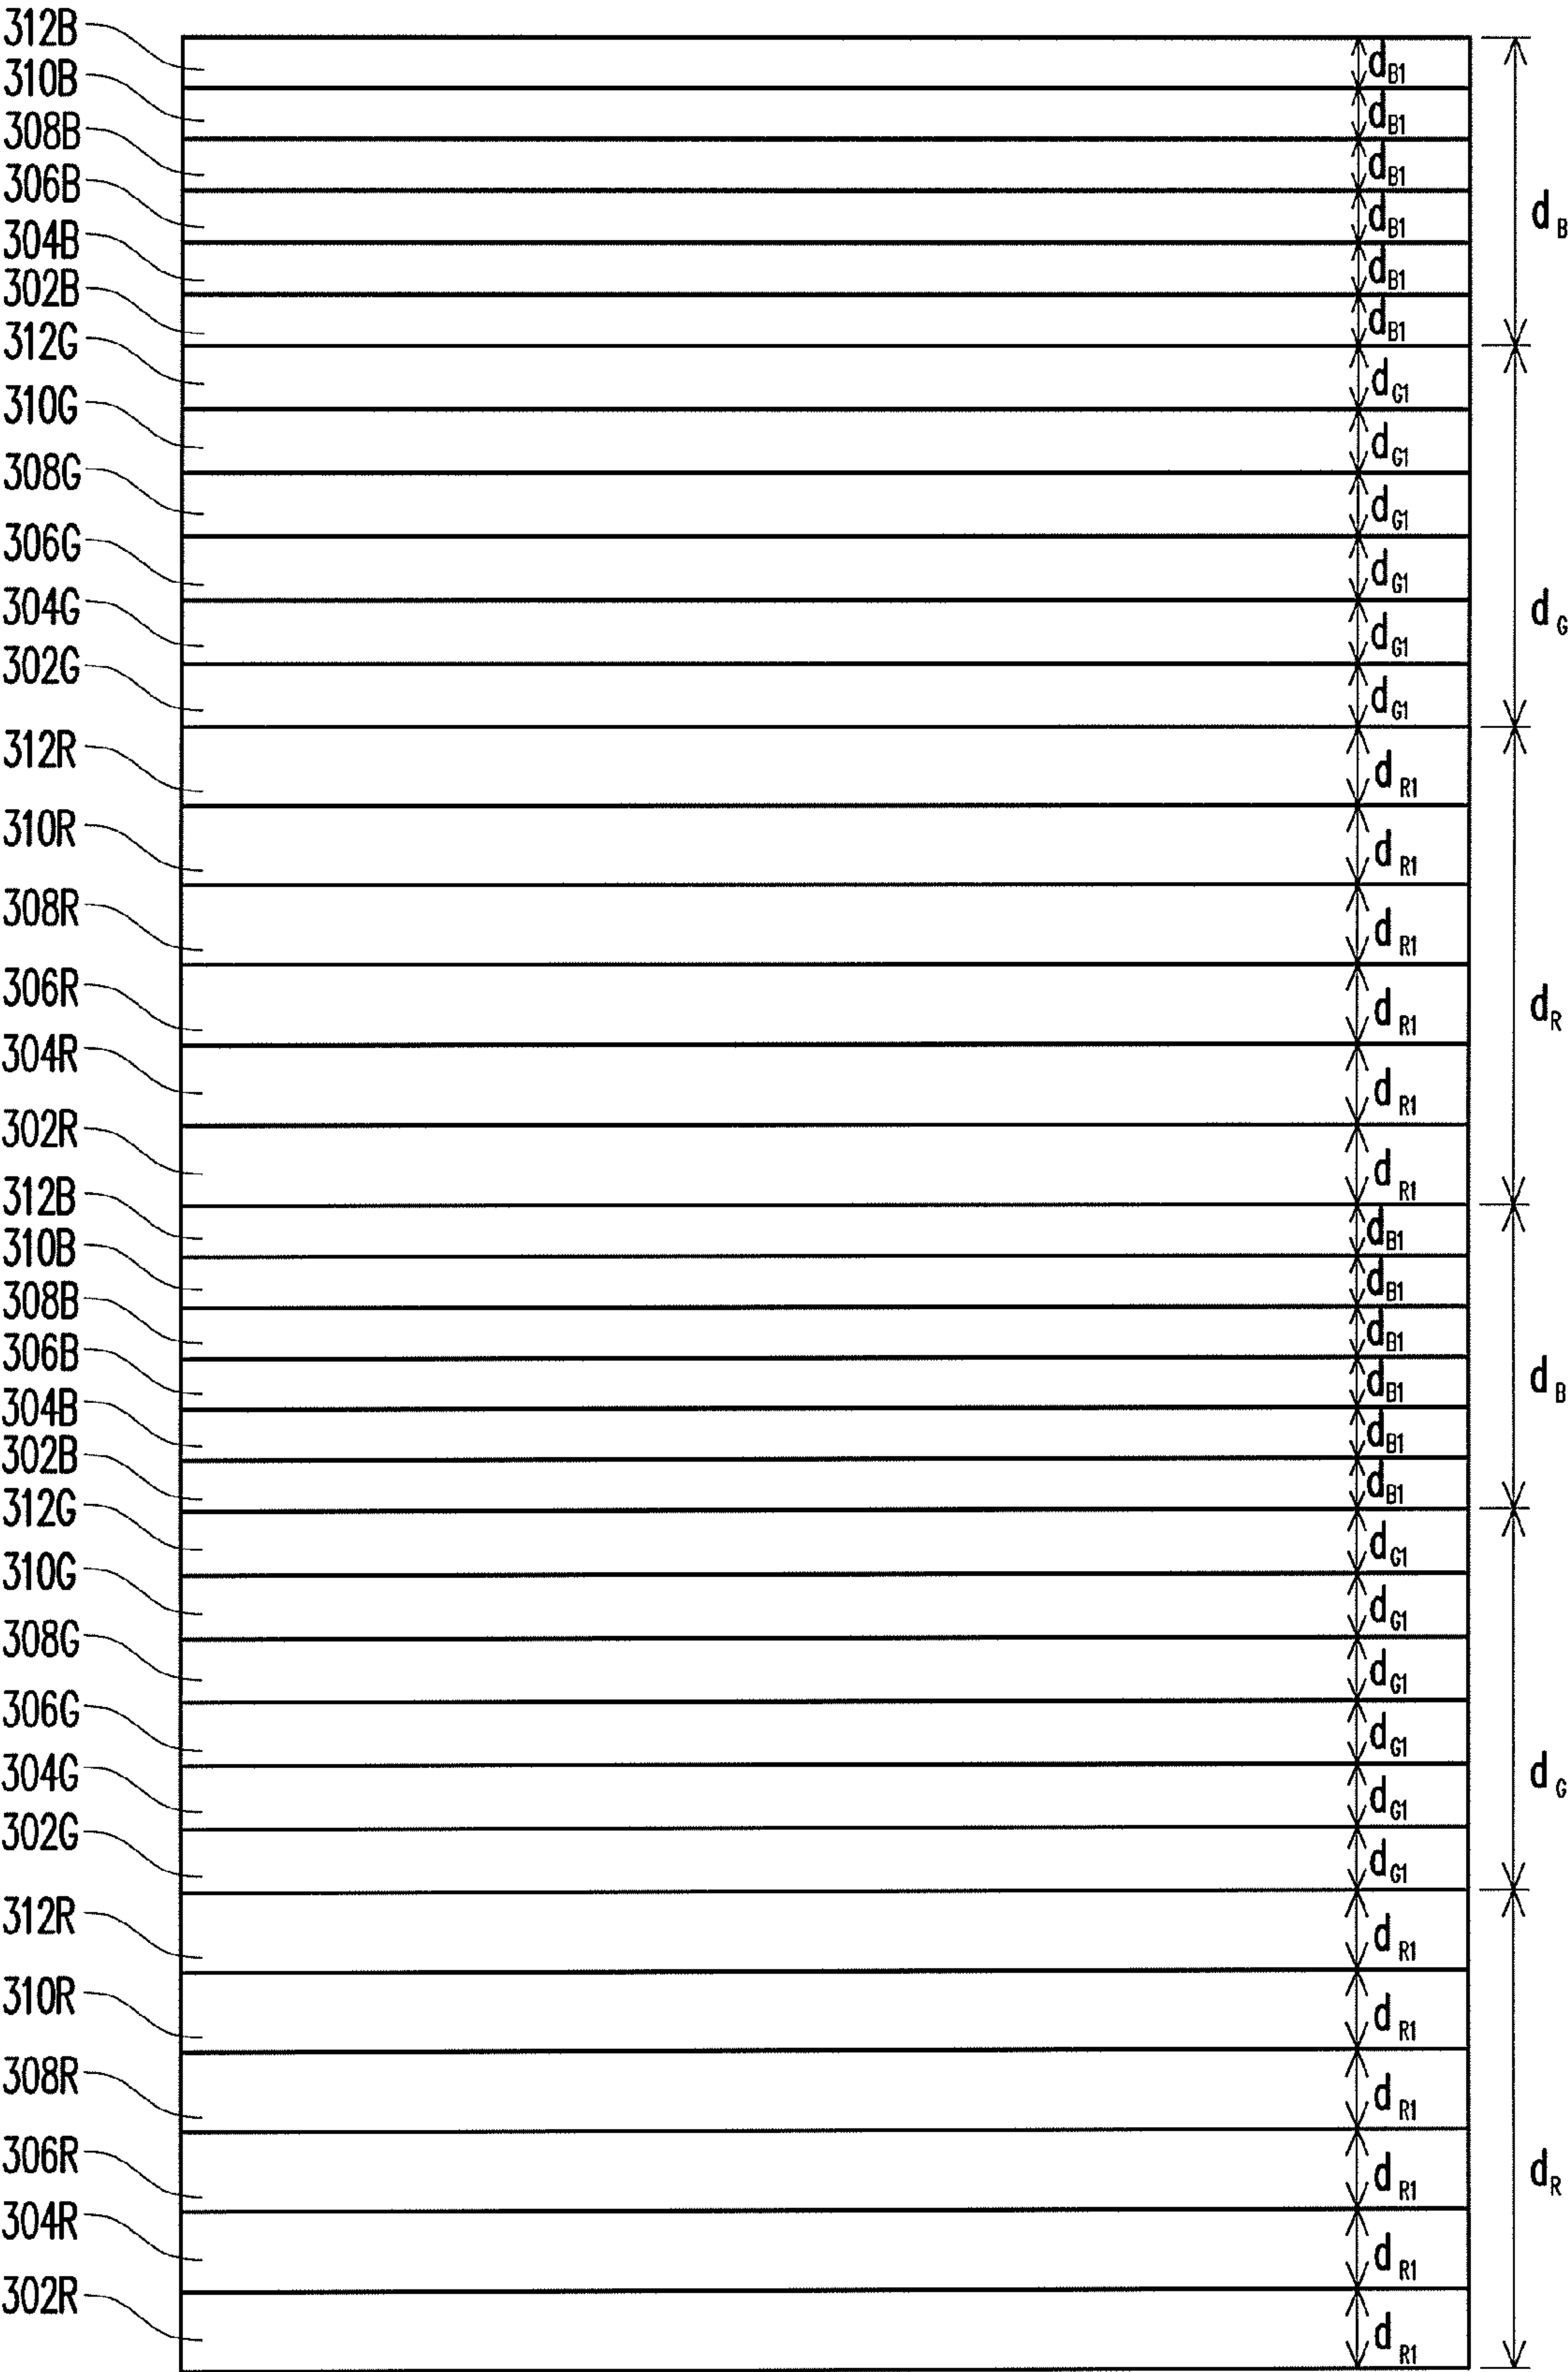 312B d B1
310B d B1
308B d B1
306B d B1
d B
304B d B1
302B d B1
312G d G1
310G d G1
308G d G1
306G d G1
d G
304G d G1
302G d G1
312R d R1
310R d R1
308R d R1
306R d R1
d R
304R d R1
302R d R1
312B d B1
310B d B1
308B d B1
306B d B1
d B
304B d B1
302B d B1
312G d G1
310G d G1
308G d G1
306G d G1
d G
304G d G1
302G d G1
312R d R1
310R d R1
308R d R1
306R d R1
d R
304R d R1
302R d R1